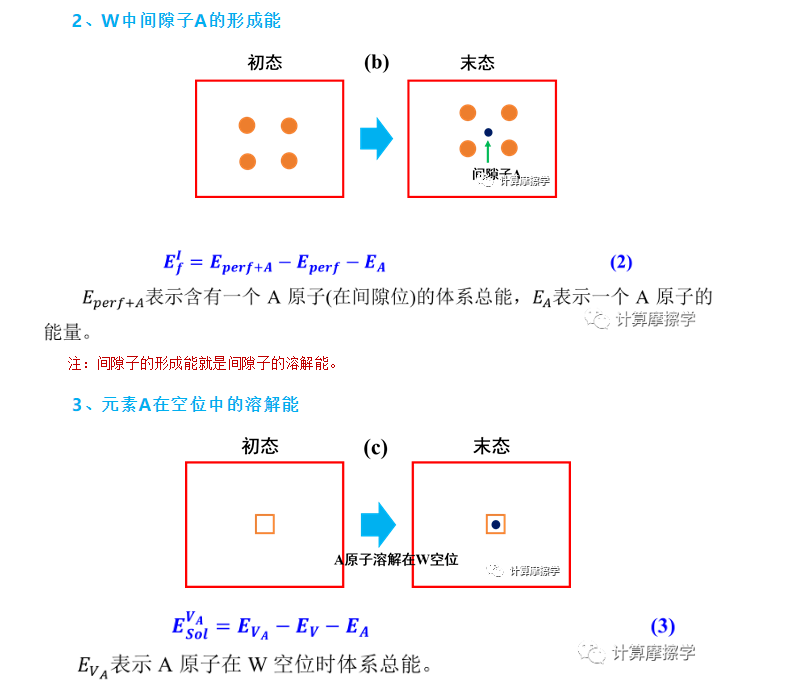 2、W中间隙子A的形成能
初态 (b) 末态
间隙子A
计算摩擦学
E_f^I = E_{perf+A} − E_{perf} − E_A (2)
E_{perf+A}表示含有一个 A 原子(在间隙位)的体系总能，E_A表示一个 A 原子的
能量。
计算摩擦学
注：间隙子的形成能就是间隙子的溶解能。
3、元素A在空位中的溶解能
初态 (c) 末态
A原子溶解在W空位
计算摩擦学
E_{Sol}^{V_A} = E_{V_A} − E_V − E_A (3)
E_{V_A}表示 A 原子在 W 空位时体系总能。
计算摩擦学